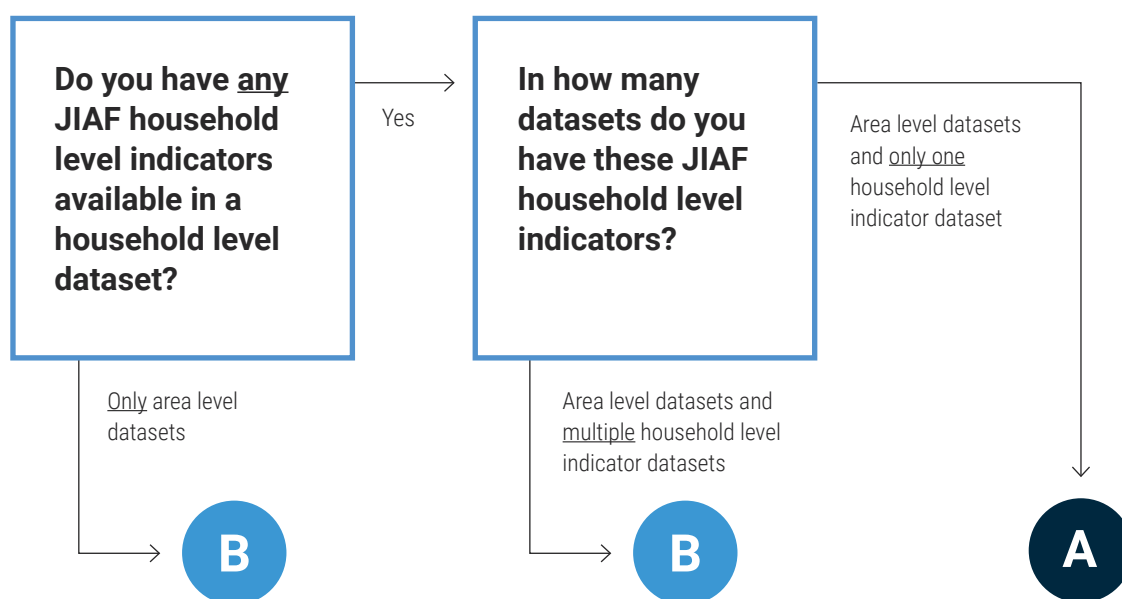 Do you have any
JIAF household
level indicators
available in a
household level
dataset?
Yes
In how many
datasets do you
have these JIAF
household level
indicators?
Area level datasets
and only one
household level
indicator dataset
Only area level
datasets
Area level datasets and
multiple household level
indicator datasets
B
B
A